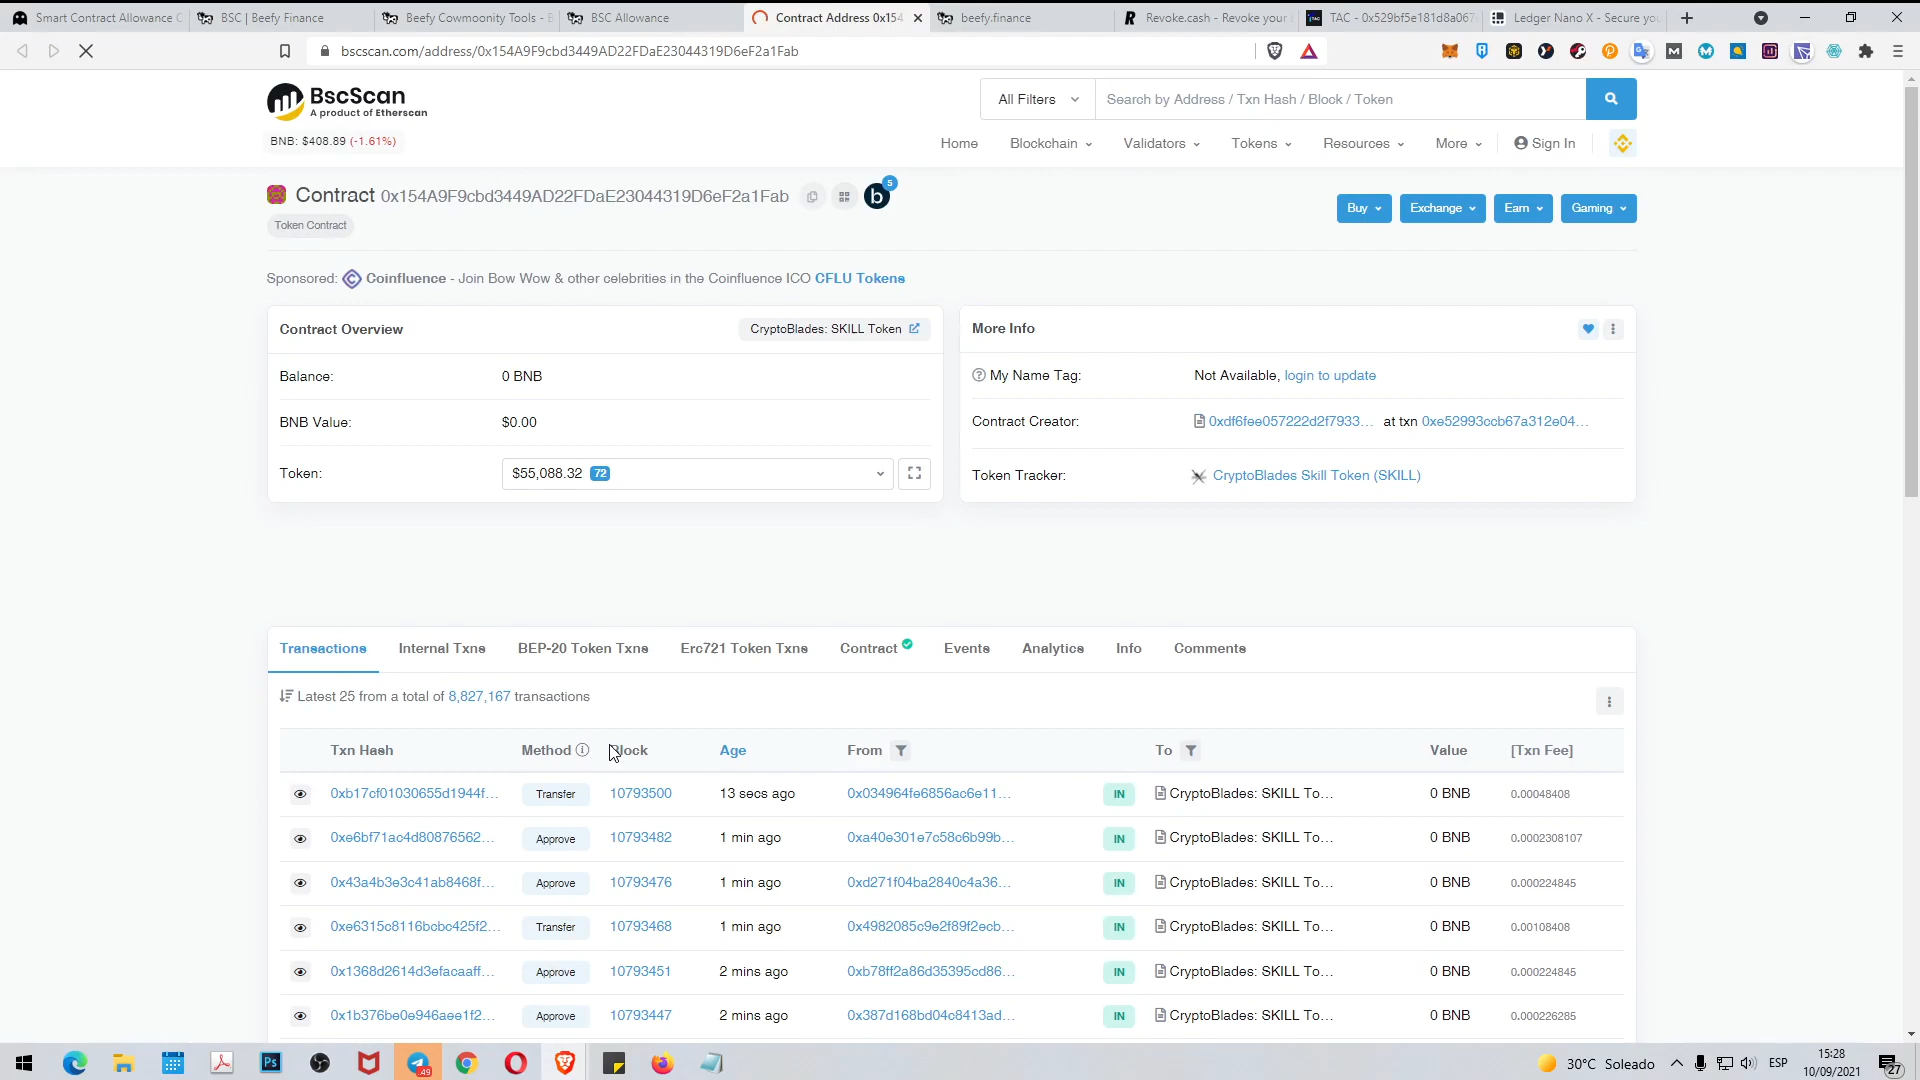 Smart Contract Allowance C
BSC | Beefy Finance
Beefy Cowmoonity Tools - B
BSC Allowance
Contract Address 0x154
beefy.finance
Revoke.cash - Revoke your
TAC - 0x529bf5e181d8a067
Ledger Nano X - Secure you
bscscan.com/address/0x154A9F9cbd3449AD22FDaE23044319D6eF2a1Fab
BscScan
A product of Etherscan
BNB: $408.89 (-1.61%)
All Filters
Search by Address / Txn Hash / Block / Token
Home
Blockchain
Validators
Tokens
Resources
More
Sign In
Contract 0x154A9F9cbd3449AD22FDaE23044319D6eF2a1Fab
b
5
Token Contract
Buy
Exchange
Earn
Gaming
Sponsored: Coinfluence - Join Bow Wow & other celebrities in the Coinfluence ICO CFLU Tokens
Contract Overview
CryptoBlades: SKILL Token
Balance:
0 BNB
BNB Value:
$0.00
Token:
$55,088.32 72
More Info
My Name Tag:
Not Available, login to update
Contract Creator:
0xdf6fee057222d2f7933... at txn 0xe52993ccb67a312e04...
Token Tracker:
CryptoBlades Skill Token (SKILL)
Transactions
Internal Txns
BEP-20 Token Txns
Erc721 Token Txns
Contract
Events
Analytics
Info
Comments
Latest 25 from a total of 8,827,167 transactions
Txn Hash Method Block Age From To Value [Txn Fee]
0xb17cf01030655d1944f... Transfer 10793500 13 secs ago 0x034964fe6856ac6e11... IN CryptoBlades: SKILL To... 0 BNB 0.00048408
0xe6bf71ac4d80876562... Approve 10793482 1 min ago 0xa40e301e7c58c6b99b... IN CryptoBlades: SKILL To... 0 BNB 0.0002308107
0x43a4b3e3c41ab8468f... Approve 10793476 1 min ago 0xd271f04ba2840c4a36... IN CryptoBlades: SKILL To... 0 BNB 0.000224845
0xe6315c8116bcbc425f2... Transfer 10793468 1 min ago 0x4982085c9e2f89f2ecb... IN CryptoBlades: SKILL To... 0 BNB 0.00108408
0x1368d2614d3efacaaff... Approve 10793451 2 mins ago 0xb78ff2a86d35395cd86... IN CryptoBlades: SKILL To... 0 BNB 0.000224845
0x1b376be0e946aee1f2... Approve 10793447 2 mins ago 0x387d168bd04c8413ad... IN CryptoBlades: SKILL To... 0 BNB 0.000226285
Ps
49
30°C Soleado
ESP
15:28
10/09/2021
27